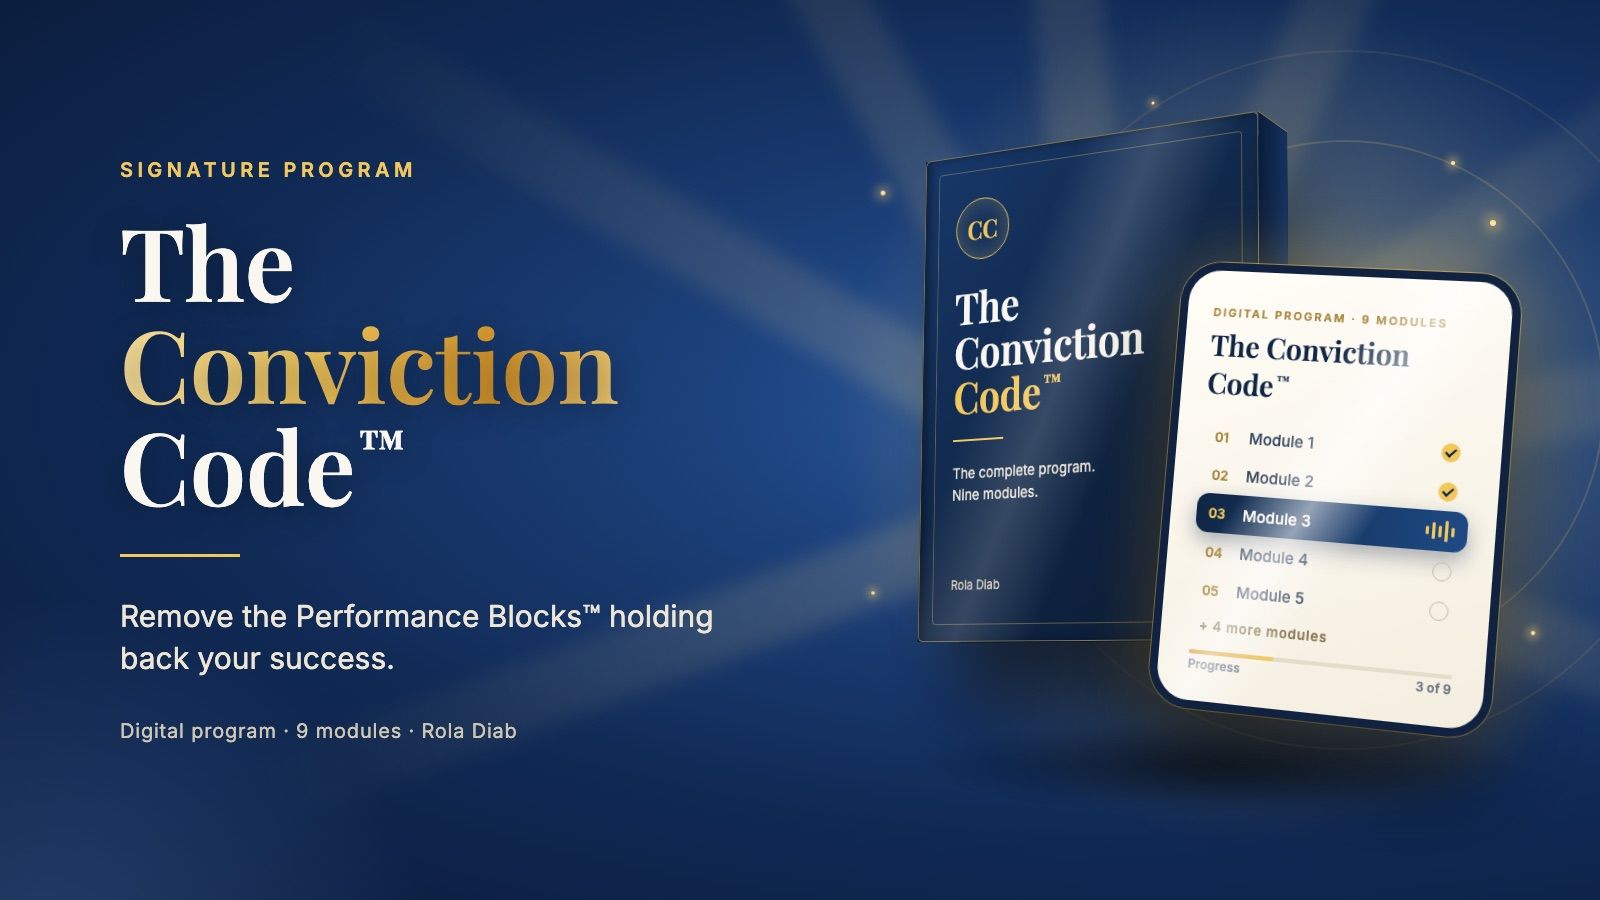 SIGNATURE PROGRAM
The
Conviction
Code™
Remove the Performance Blocks™ holding
back your success.
Digital program · 9 modules · Rola Diab
CC
The
Conviction
Code™
The complete program.
Nine modules.
Rola Diab
DIGITAL PROGRAM · 9 MODULES
The Conviction
Code™
01 Module 1
02 Module 2
03 Module 3
04 Module 4
05 Module 5
+ 4 more modules
Progress
3 of 9